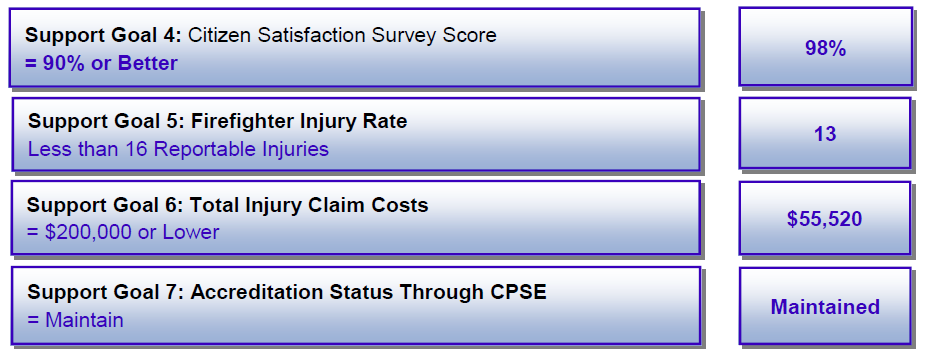 Support Goal 4: Citizen Satisfaction Survey Score
= 90% or Better
98%
Support Goal 5: Firefighter Injury Rate
Less than 16 Reportable Injuries
13
Support Goal 6: Total Injury Claim Costs
= $200,000 or Lower
$55,520
Support Goal 7: Accreditation Status Through CPSE
= Maintain
Maintained